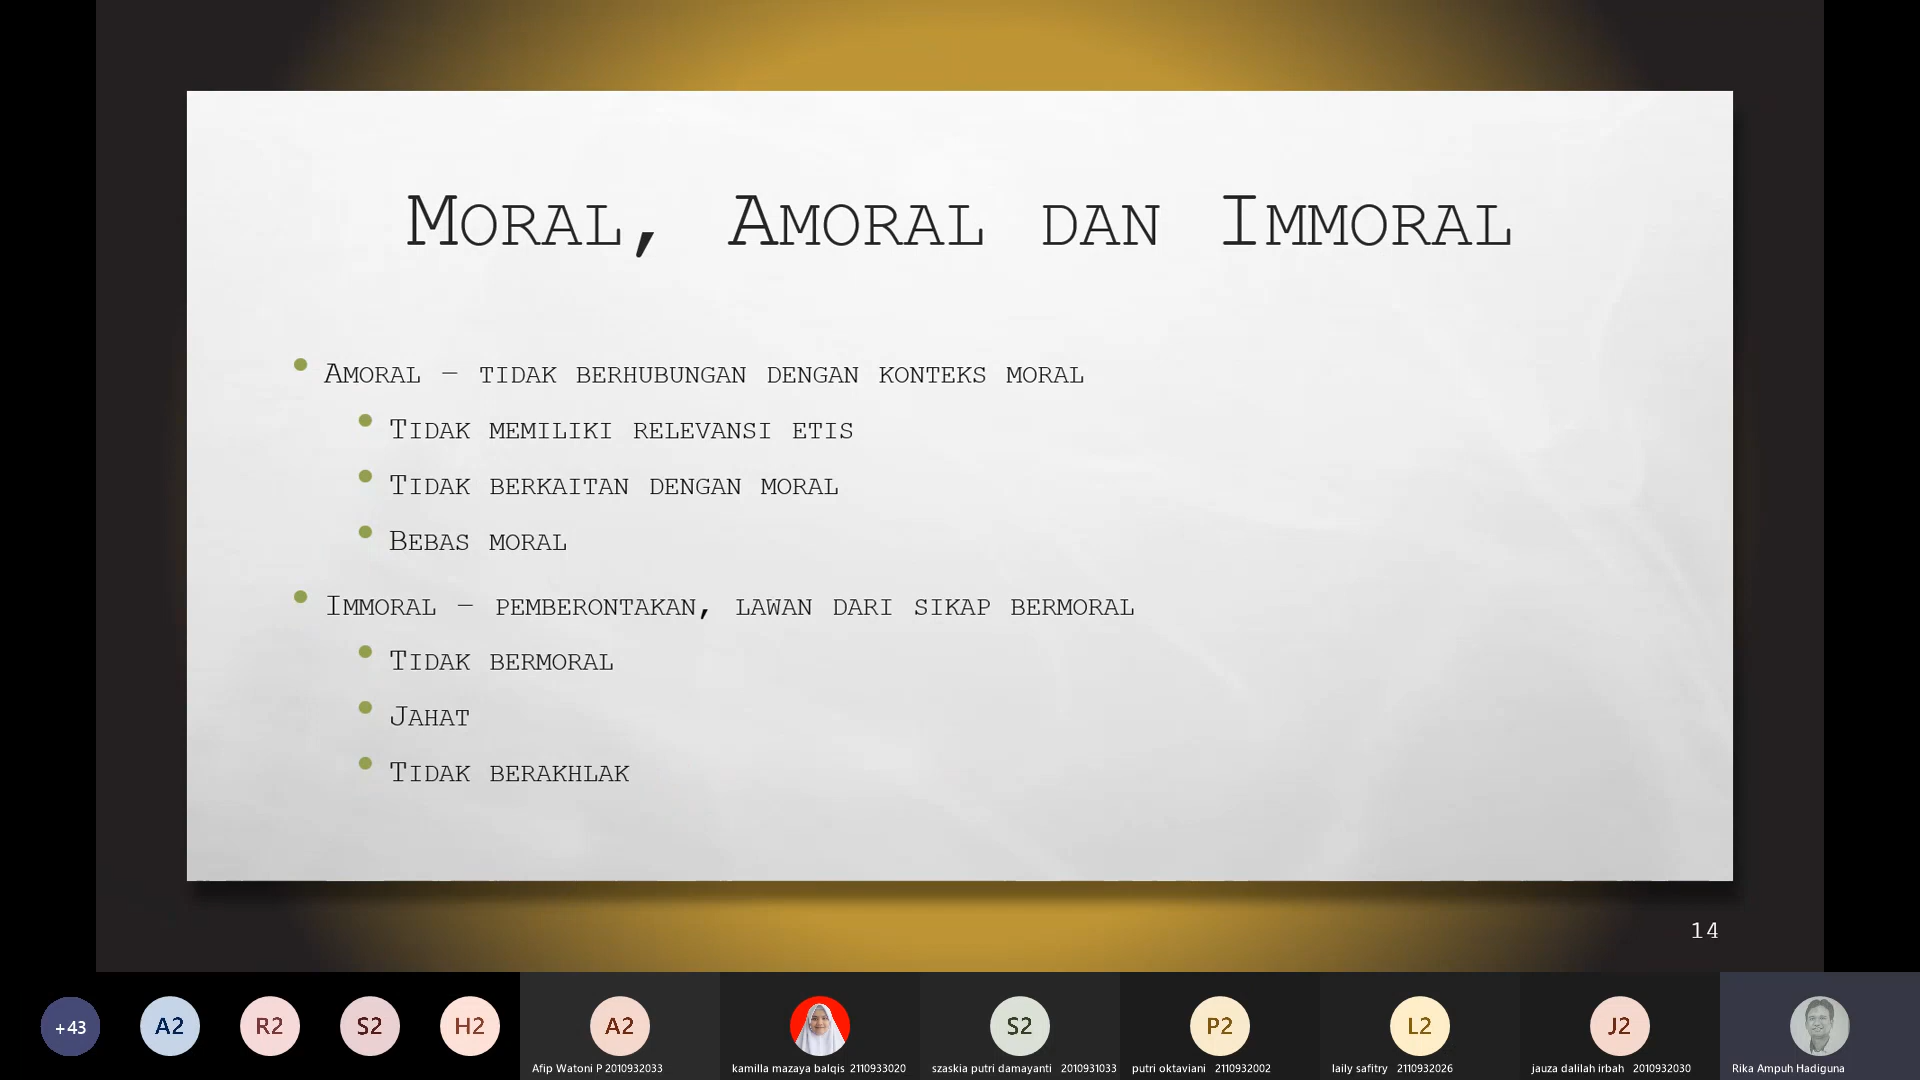 Moral, Amoral dan Immoral
• Amoral – tidak berhubungan dengan konteks moral
• Tidak memiliki relevansi etis
• Tidak berkaitan dengan moral
• Bebas moral
• Immoral – pemberontakan, lawan dari sikap bermoral
• Tidak bermoral
• Jahat
• Tidak berakhlak
14
+43 A2 R2 S2 H2 A2 S2 P2 L2 J2
Afip Watoni P 2010932033 kamilla mazaya balqis 2110933020 szaskia putri damayanti 2010931033 putri oktaviani 2110932002 laily safitry 2110932026 jauza dalilah irbah 2010932030 Rika Ampuh Hadiguna